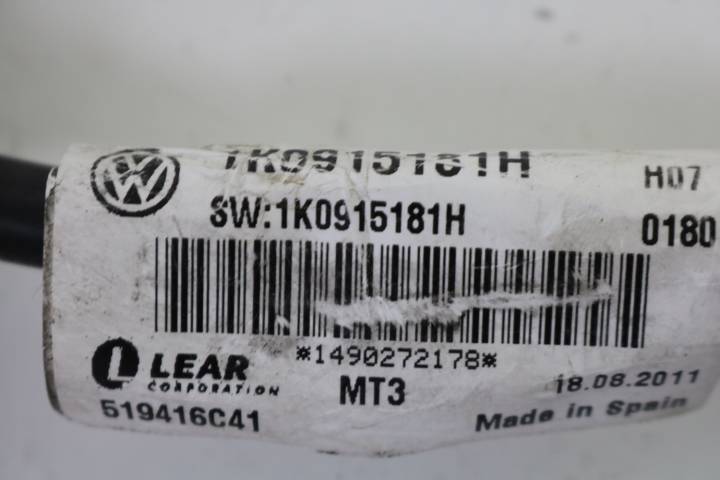 1K0915181H H07
SW:1K0915181H 0180
*1490272178*
LEAR
CORPORATION
MT3 18.08.2011
519416C41 Made in Spain